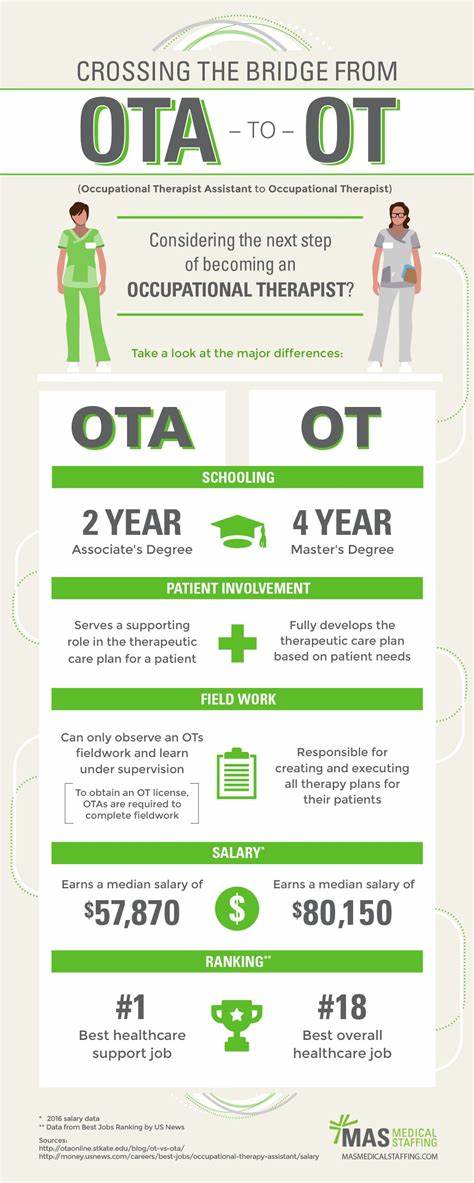 CROSSING THE BRIDGE FROM
OTA – TO – OT
(Occupational Therapist Assistant to Occupational Therapist)
Considering the next step
of becoming an
OCCUPATIONAL THERAPIST?
Take a look at the major differences:
OTA
OT
SCHOOLING
2 YEAR
Associate's Degree
4 YEAR
Master's Degree
PATIENT INVOLVEMENT
Serves a supporting
role in the therapeutic
care plan for a patient
Fully develops the
therapeutic care plan
based on patient needs
FIELD WORK
Can only observe an OTs
fieldwork and learn
under supervision
To obtain an OT license,
OTAs are required to
complete fieldwork
Responsible for
creating and executing
all therapy plans for
their patients
SALARY*
Earns a median salary of
$57,870
$
Earns a median salary of
$80,150
RANKING**
#1
Best healthcare
support job
#18
Best overall
healthcare job
* 2016 salary data
** Data from Best Jobs Ranking by US News
Sources:
http://otaonline.stkate.edu/blog/ot-vs-ota/
http://money.usnews.com/careers/best-jobs/occupational-therapy-assistant/salary
MAS MEDICAL STAFFING
MASMEDICALSTAFFING.COM